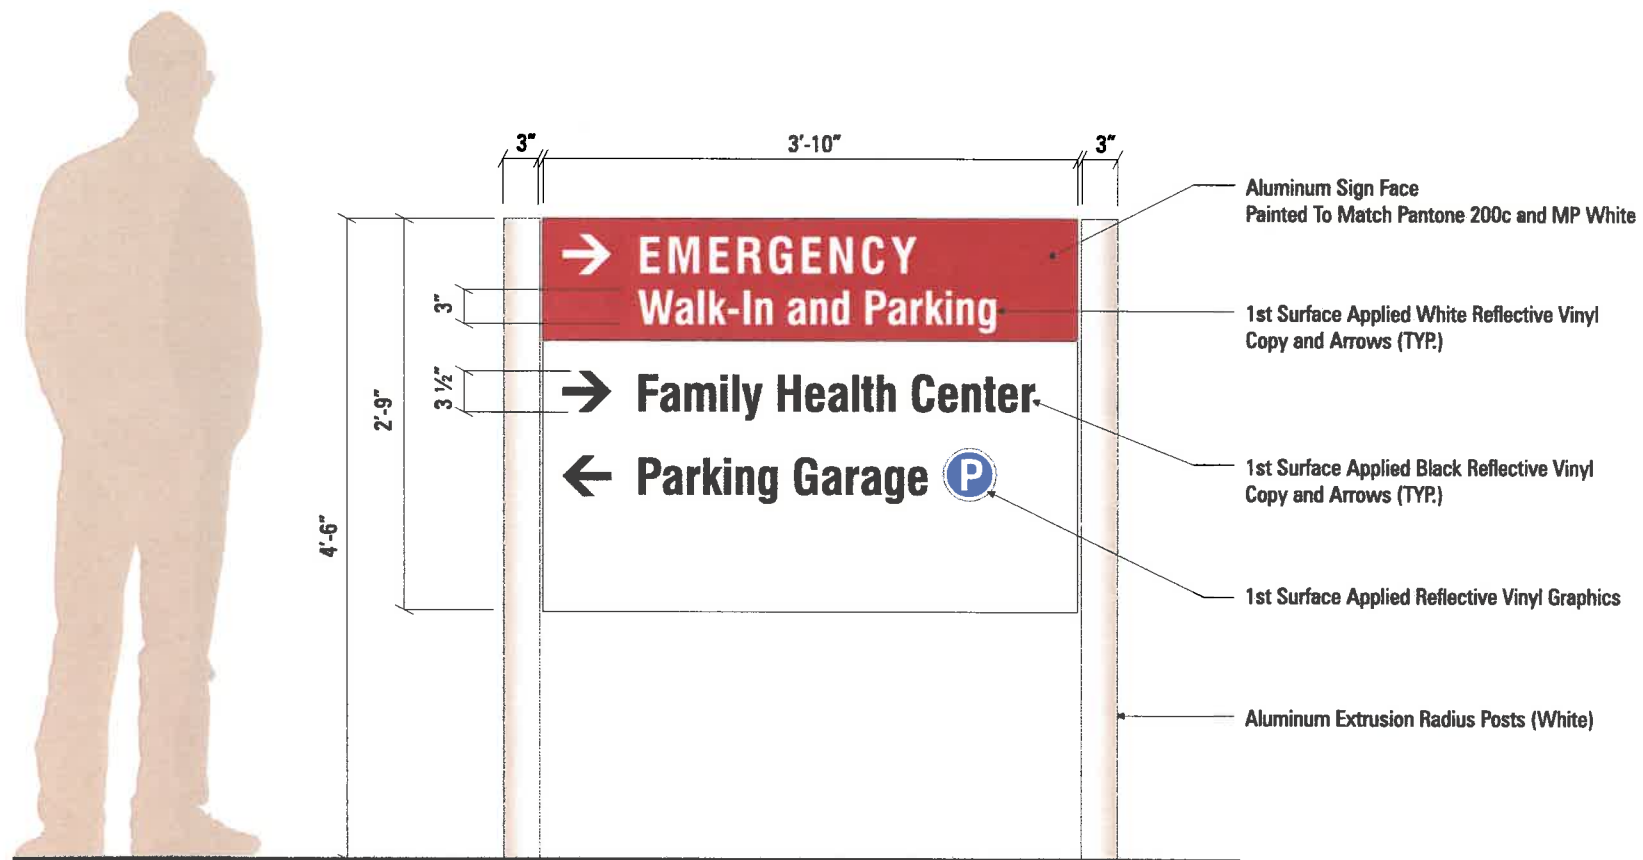 3" 3'-10" 3"
Aluminum Sign Face
Painted To Match Pantone 200c and MP White
EMERGENCY
3" Walk-In and Parking
1st Surface Applied White Reflective Vinyl
Copy and Arrows (TYP.)
2'-9" 3 ½" Family Health Center
Parking Garage P
1st Surface Applied Black Reflective Vinyl
Copy and Arrows (TYP.)
4'-6"
1st Surface Applied Reflective Vinyl Graphics
Aluminum Extrusion Radius Posts (White)